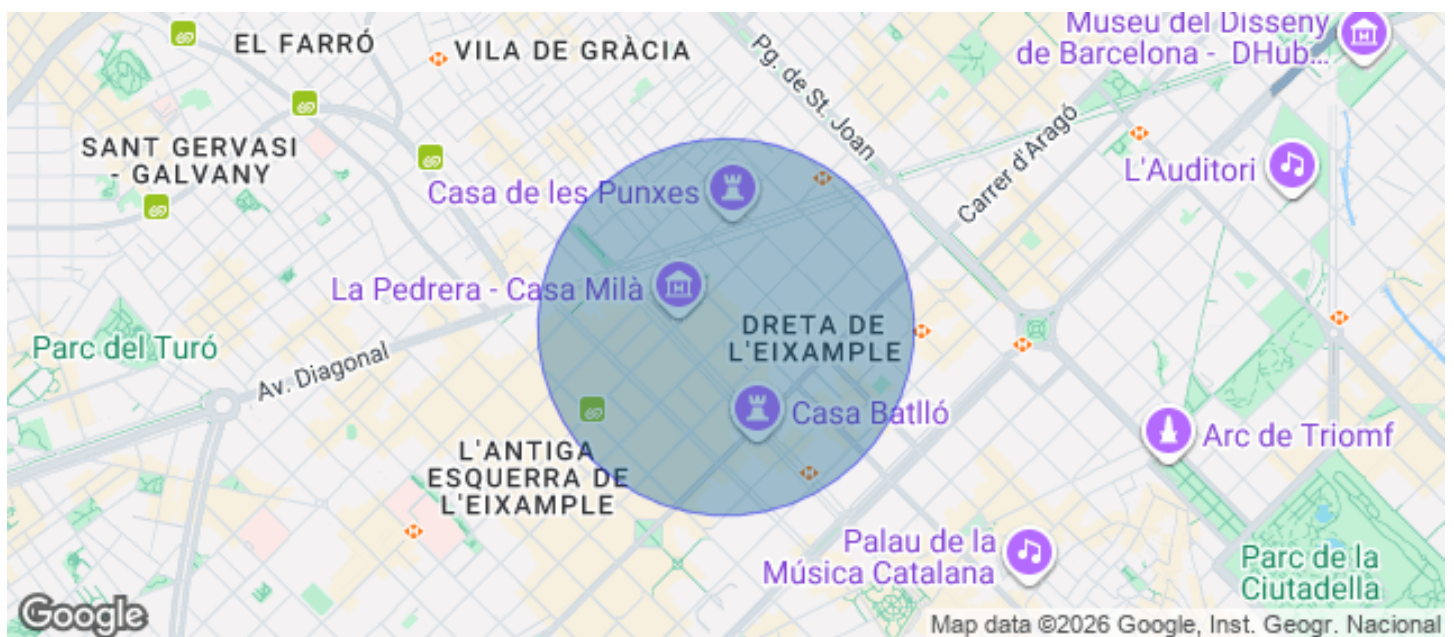 EL FARRÓ
VILA DE GRÀCIA
Pg. de St. Joan
Museu del Disseny
de Barcelona - DHub...
SANT GERVASI
- GALVANY
Carrer d'Aragó
L'Auditori
Casa de les Punxes
La Pedrera - Casa Milà
DRETA DE
L'EIXAMPLE
Parc del Turó
Av. Diagonal
Casa Batlló
Arc de Triomf
L'ANTIGA
ESQUERRA DE
L'EIXAMPLE
Palau de la
Música Catalana
Parc de la
Ciutadella
Google
Map data ©2026 Google, Inst. Geogr. Nacional